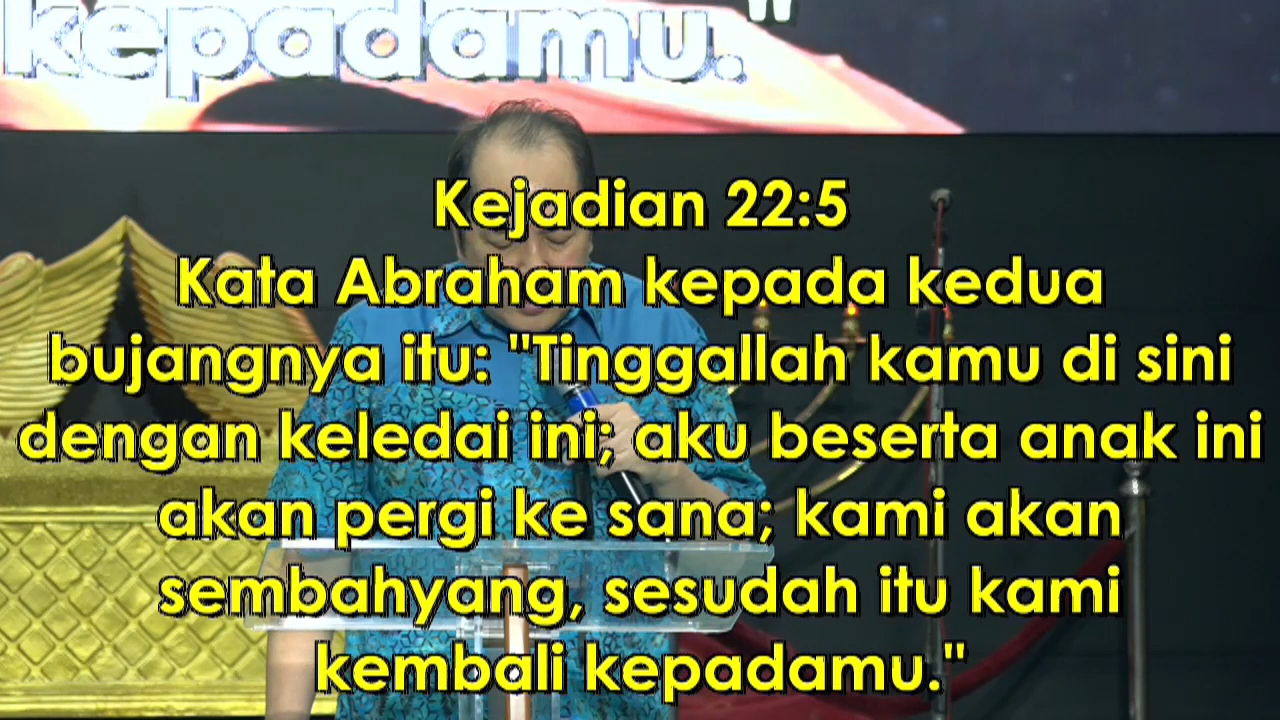 kepadamu."
Kejadian 22:5
Kata Abraham kepada kedua
bujangnya itu: "Tinggallah kamu di sini
dengan keledai ini; aku beserta anak ini
akan pergi ke sana; kami akan
sembahyang, sesudah itu kami
kembali kepadamu."